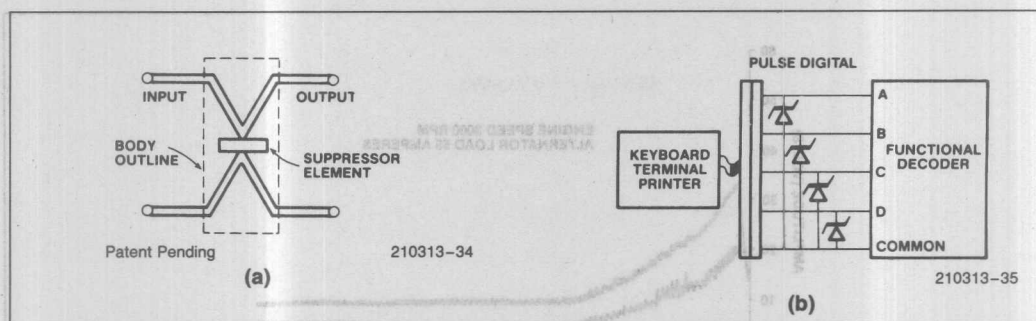 INPUT
OUTPUT
BODY
OUTLINE
SUPPRESSOR
ELEMENT
Patent Pending
210313–34
(a)
PULSE DIGITAL
KEYBOARD
TERMINAL
PRINTER
A
B
C
D
COMMON
FUNCTIONAL
DECODER
210313–35
(b)